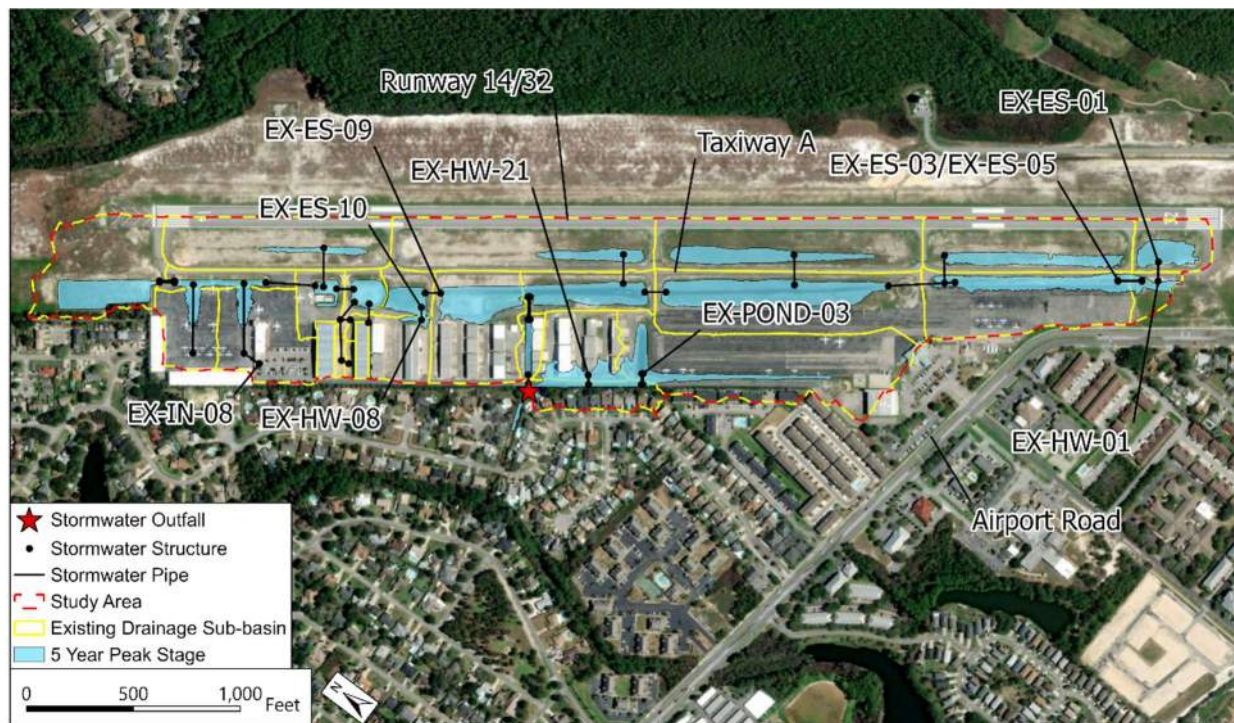 Runway 14/32
EX-ES-01
EX-ES-09
Taxiway A
EX-ES-03/EX-ES-05
EX-HW-21
EX-ES-10
EX-POND-03
EX-IN-08
EX-HW-08
EX-HW-01
Airport Road
Stormwater Outfall
Stormwater Structure
Stormwater Pipe
Study Area
Existing Drainage Sub-basin
5 Year Peak Stage
0 500 1,000
Feet
N